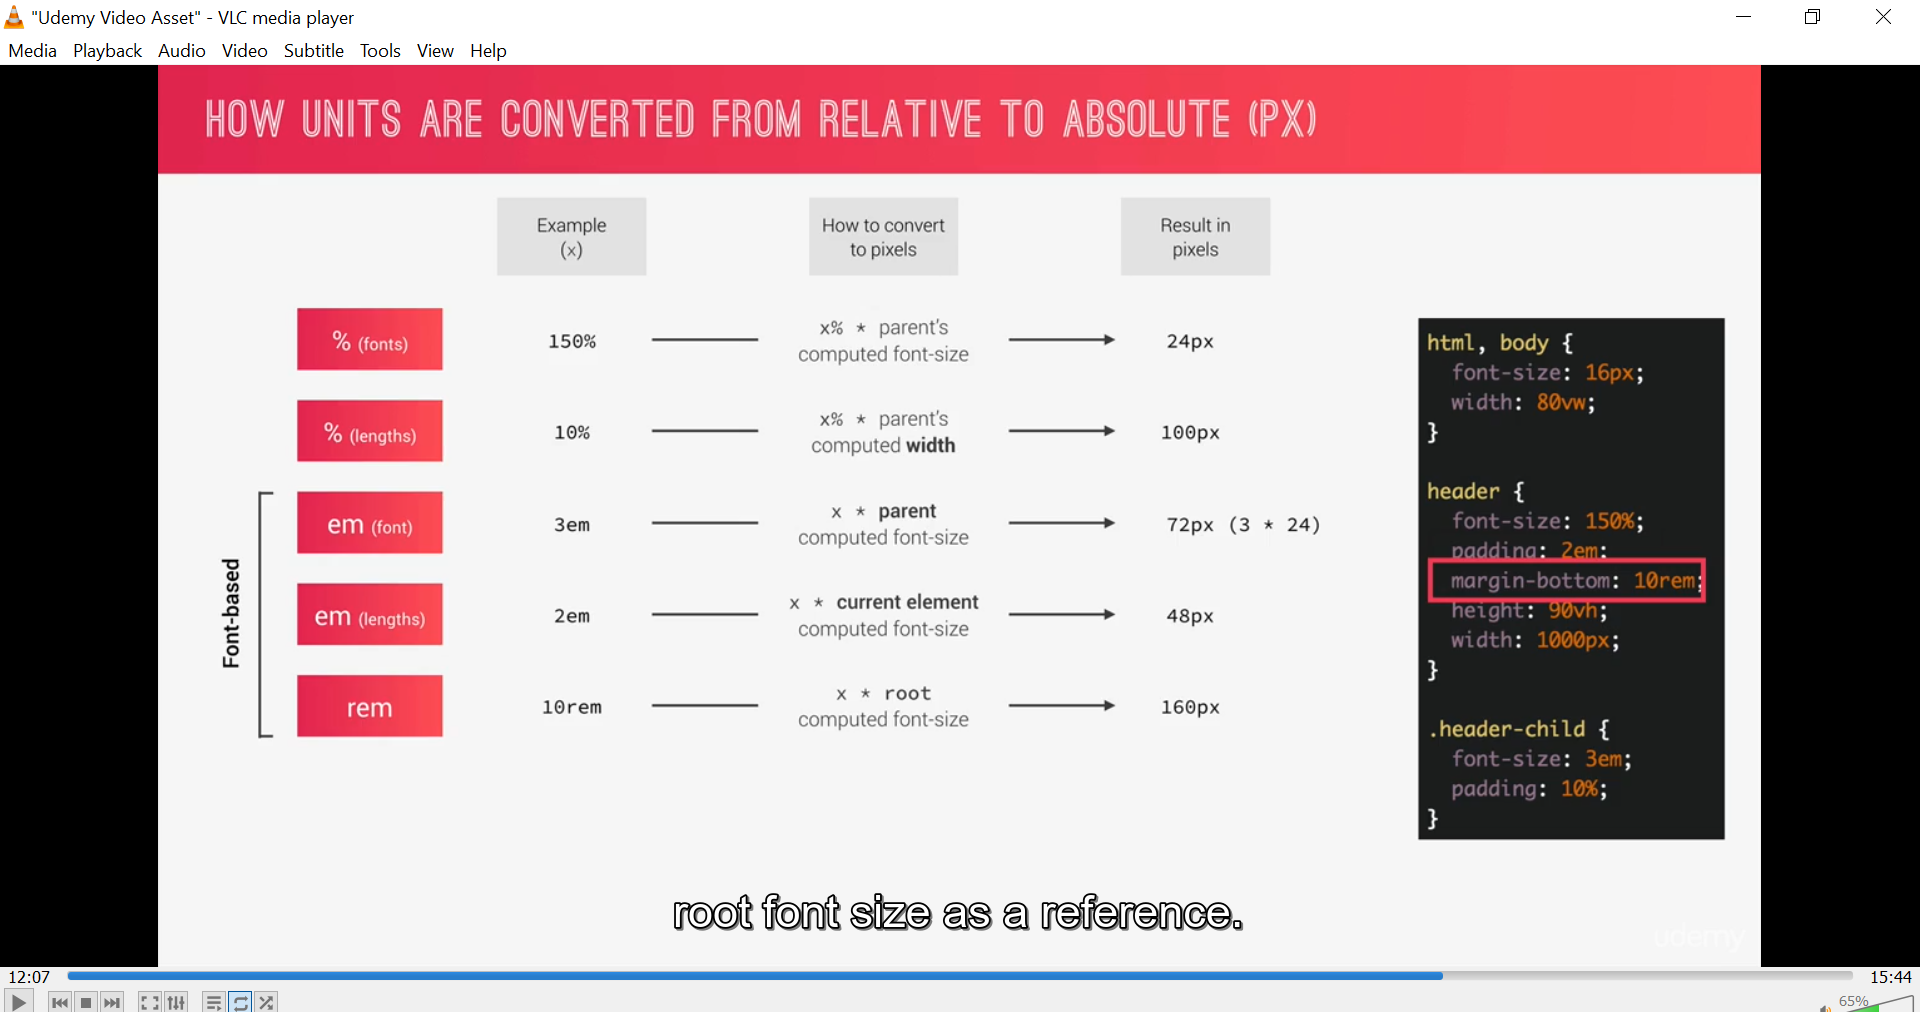 "Udemy Video Asset" - VLC media player
Media Playback Audio Video Subtitle Tools View Help
HOW UNITS ARE CONVERTED FROM RELATIVE TO ABSOLUTE (PX)
Example
(x)
How to convert
to pixels
Result in
pixels
% (fonts)
150%
x% * parent's
computed font-size
24px
% (lengths)
10%
x% * parent's
computed width
100px
Font-based
em (font)
3em
x * parent
computed font-size
72px (3 * 24)
em (lengths)
2em
x * current element
computed font-size
48px
rem
10rem
x * root
computed font-size
160px
html, body {
font-size: 16px;
width: 80vw;
}
header {
font-size: 150%;
padding: 2em;
margin-bottom: 10rem;
height: 90vh;
width: 1000px;
}
.header-child {
font-size: 3em;
padding: 10%;
}
root font size as a reference.
udemy
12:07
15:44
65%